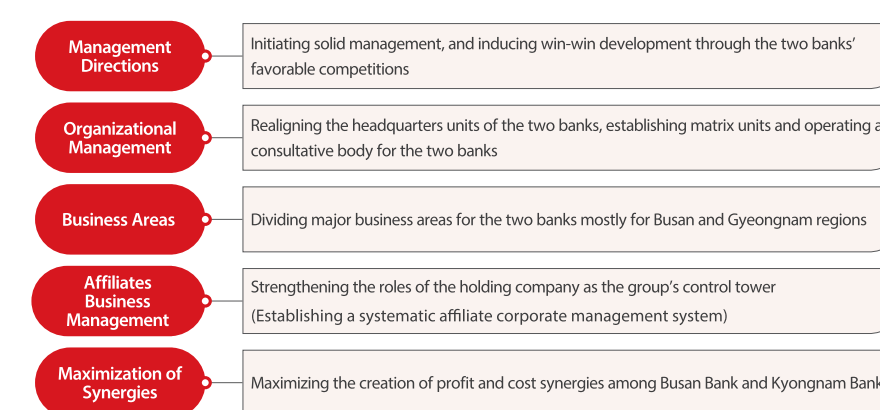 Management
Directions
Initiating solid management, and inducing win-win development through the two banks'
favorable competitions
Organizational
Management
Realigning the headquarters units of the two banks, establishing matrix units and operating a
consultative body for the two banks
Business Areas
Dividing major business areas for the two banks mostly for Busan and Gyeongnam regions
Affiliates
Business
Management
Strengthening the roles of the holding company as the group's control tower
(Establishing a systematic affiliate corporate management system)
Maximization of
Synergies
Maximizing the creation of profit and cost synergies among Busan Bank and Kyongnam Bank